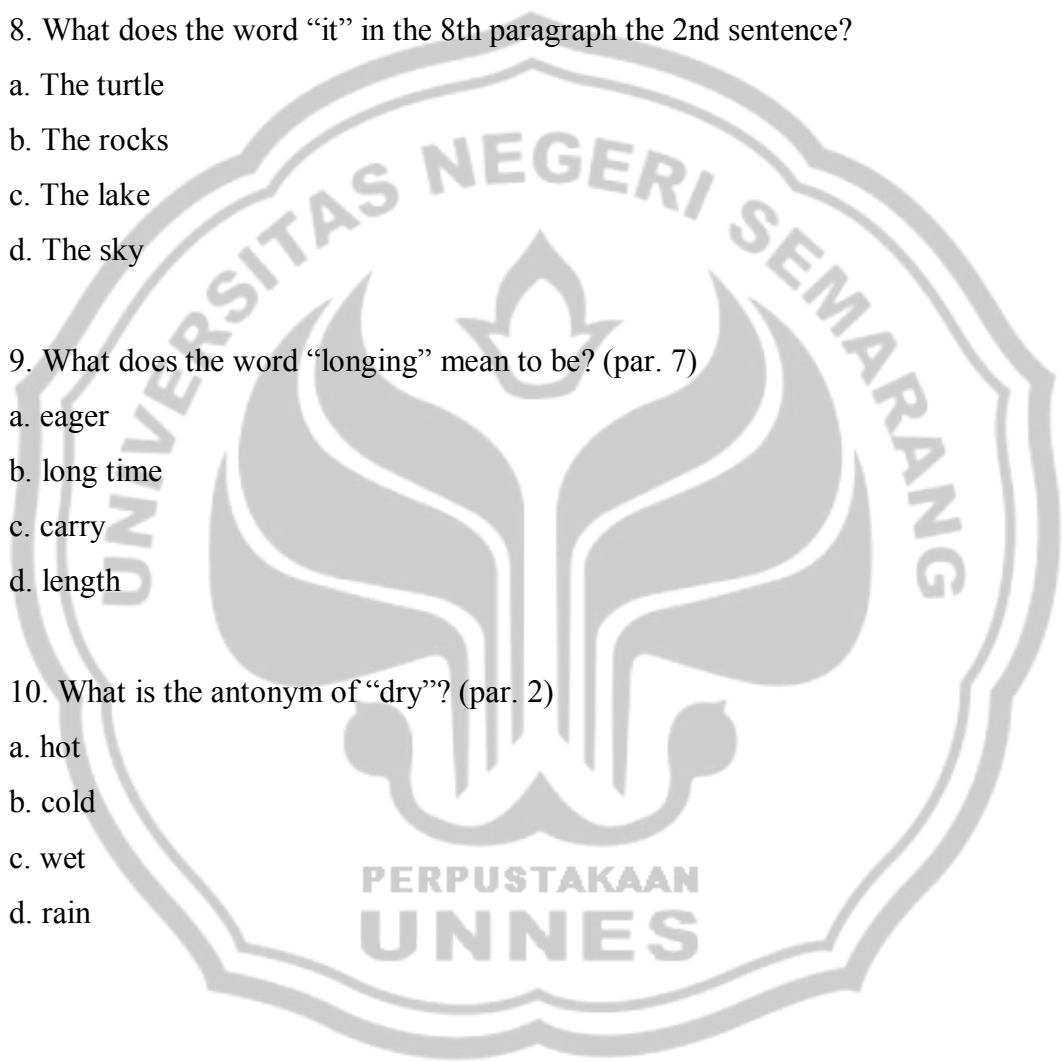 8. What does the word “it” in the 8th paragraph the 2nd sentence?
a. The turtle
b. The rocks
c. The lake
d. The sky
9. What does the word “longing” mean to be? (par. 7)
a. eager
b. long time
c. carry
d. length
10. What is the antonym of “dry”? (par. 2)
a. hot
b. cold
c. wet
d. rain
UNIVERSITAS NEGERI SEMARANG
PERPUSTAKAAN
UNNES